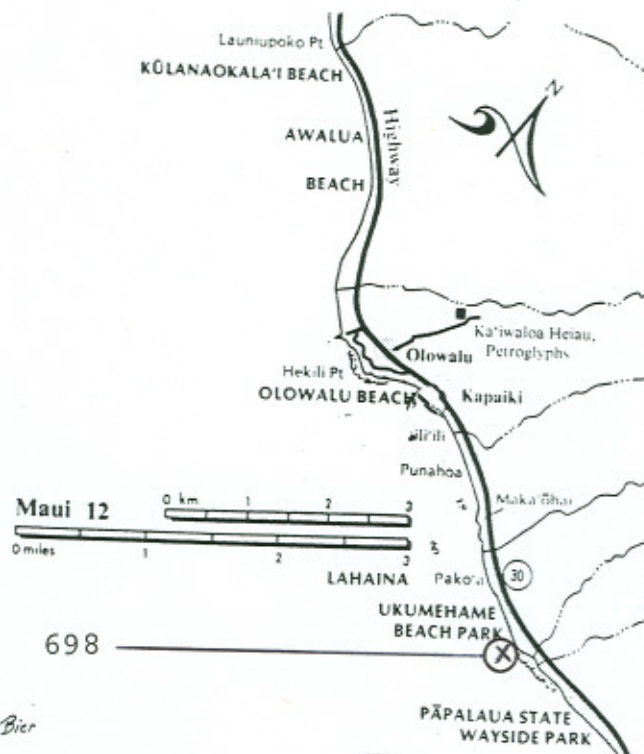 Launiupoko Pt
KŪLANAOKALA'I BEACH
AWALUA
BEACH
Highway
N
Ka'iwaloa Heiau,
Petroglyphs
Olowalu
Hekili Pt
OLOWALU BEACH
Kapaiki
Punahoa
Maui 12
0 km 1 2 3
0 miles 1 2 3
LAHAINA
Pako'a
30
UKUMEHAME
BEACH PARK
698
X
PĀPALAUA STATE
WAYSIDE PARK
Bier